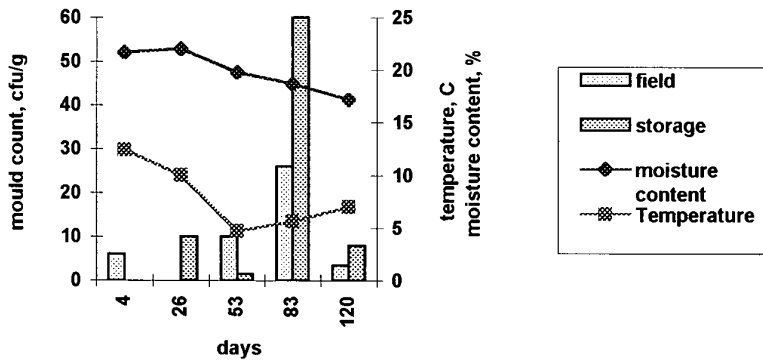 mould count, cfu/g
60
50
40
30
20
10
0
4
26
53
83
120
days
25
20
15
10
5
0
temperature, C
moisture content, %
field
storage
moisture
content
Temperature